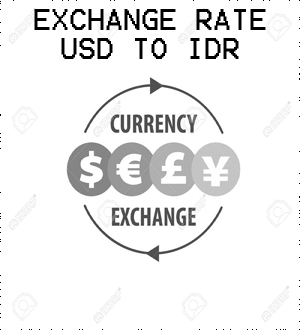 EXCHANGE RATE
USD TO IDR
CURRENCY
$ € £ ¥
EXCHANGE